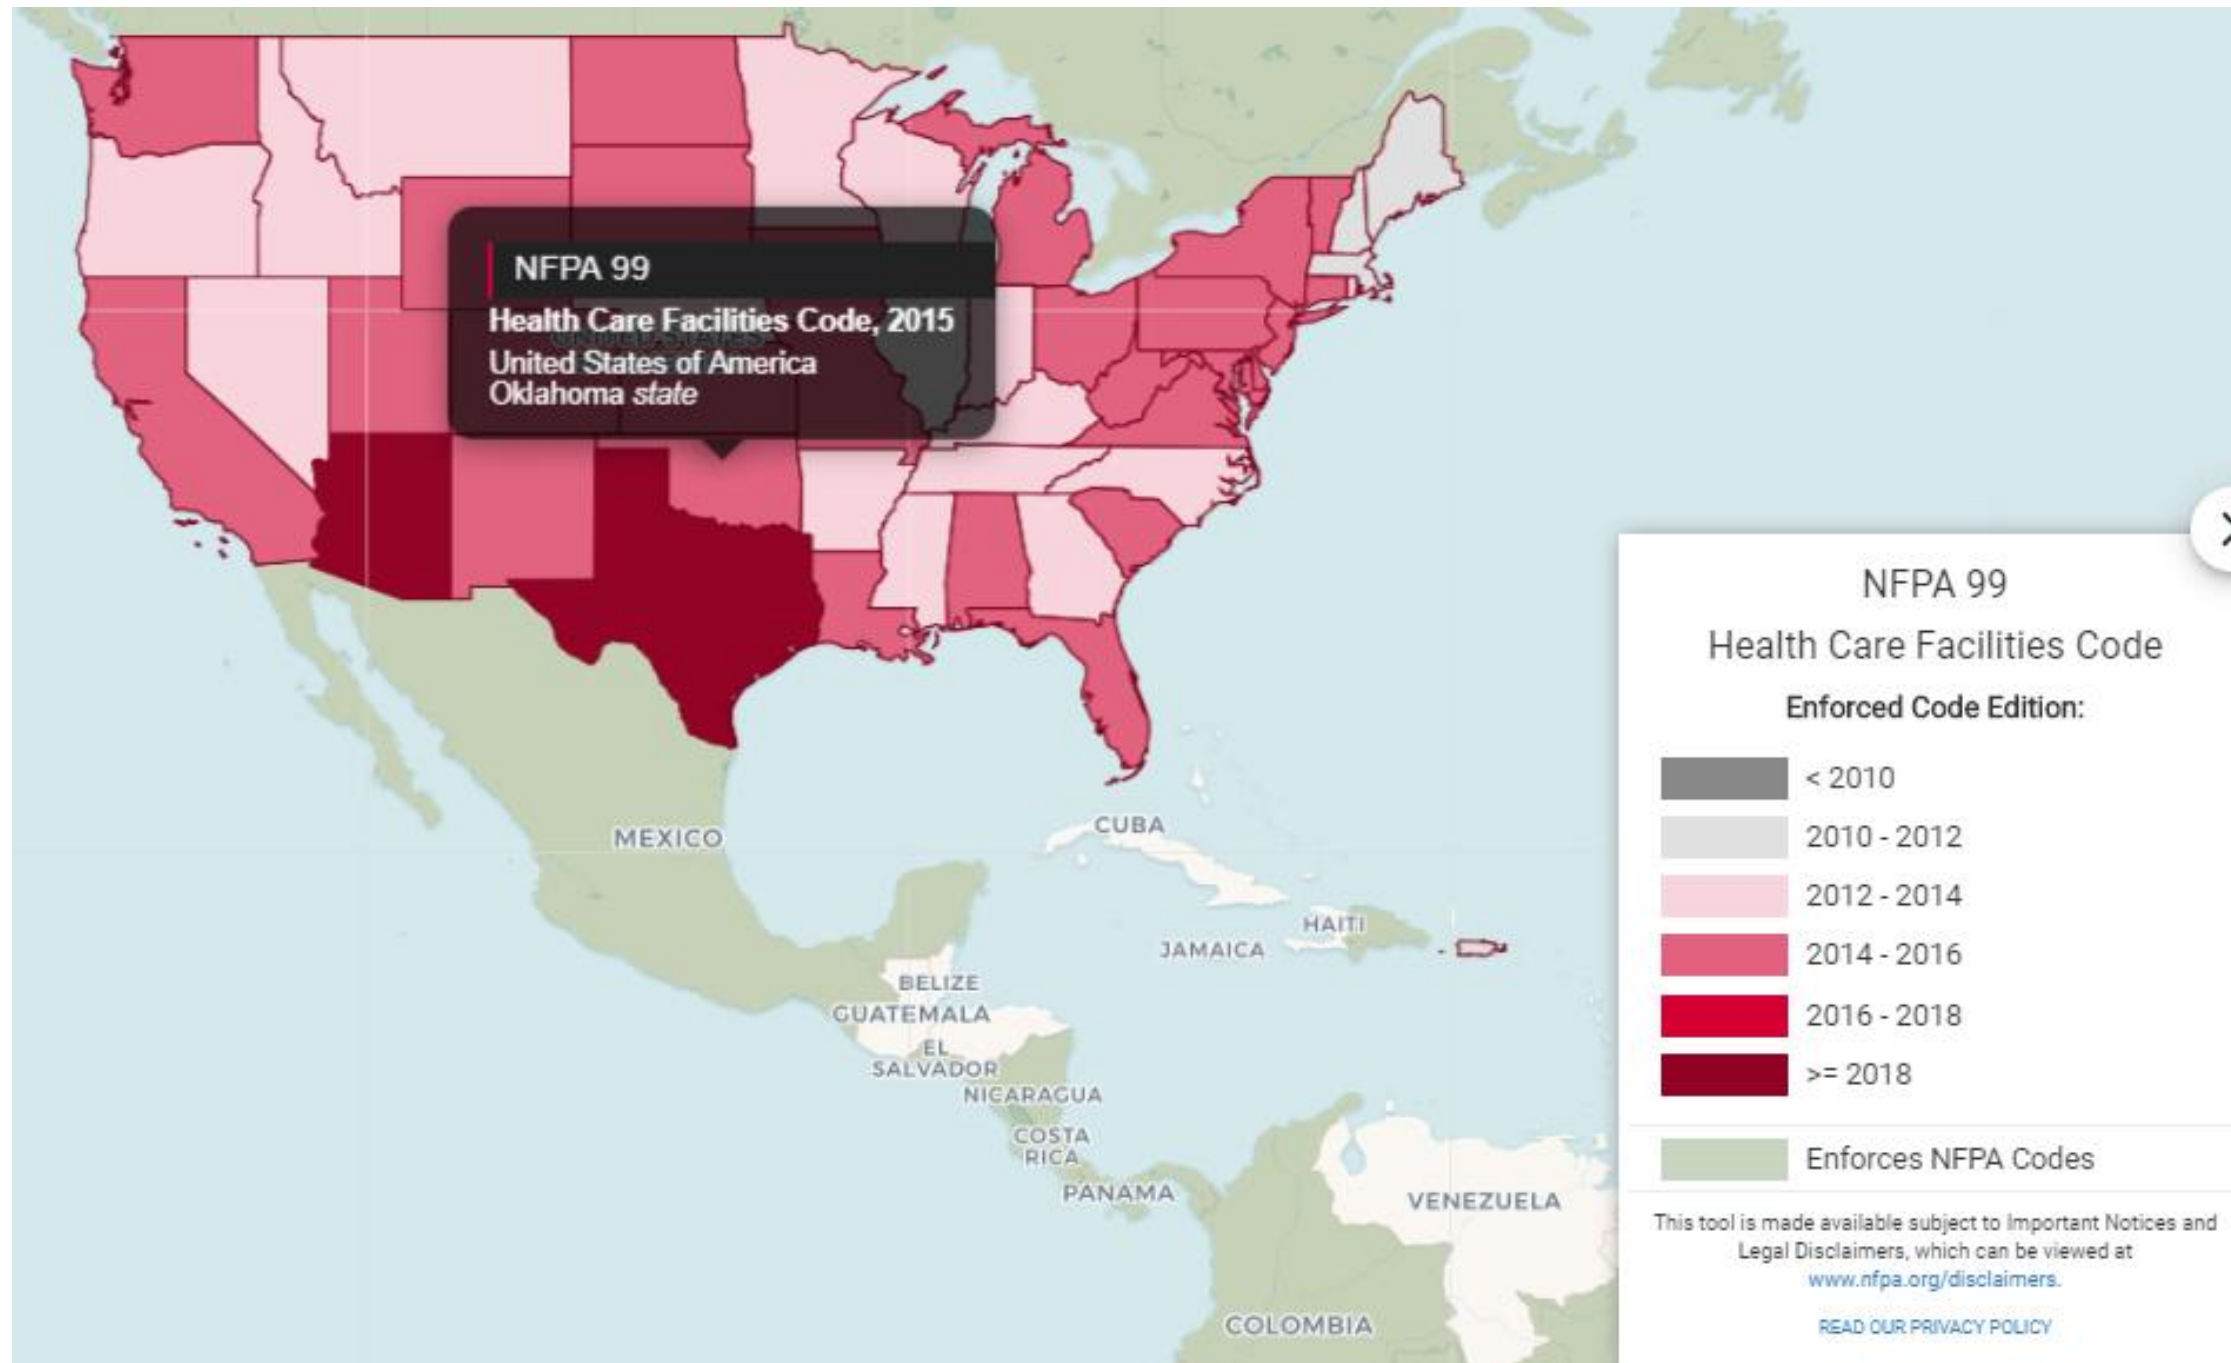 NFPA 99
Health Care Facilities Code, 2015
United States of America
Oklahoma state
UNITED STATES
MEXICO
CUBA
HAITI
JAMAICA
BELIZE
GUATEMALA
EL
SALVADOR
NICARAGUA
COSTA
RICA
PANAMA
VENEZUELA
COLOMBIA
NFPA 99
Health Care Facilities Code
Enforced Code Edition:
< 2010
2010 - 2012
2012 - 2014
2014 - 2016
2016 - 2018
>= 2018
Enforces NFPA Codes
This tool is made available subject to Important Notices and
Legal Disclaimers, which can be viewed at
www.nfpa.org/disclaimers.
READ OUR PRIVACY POLICY